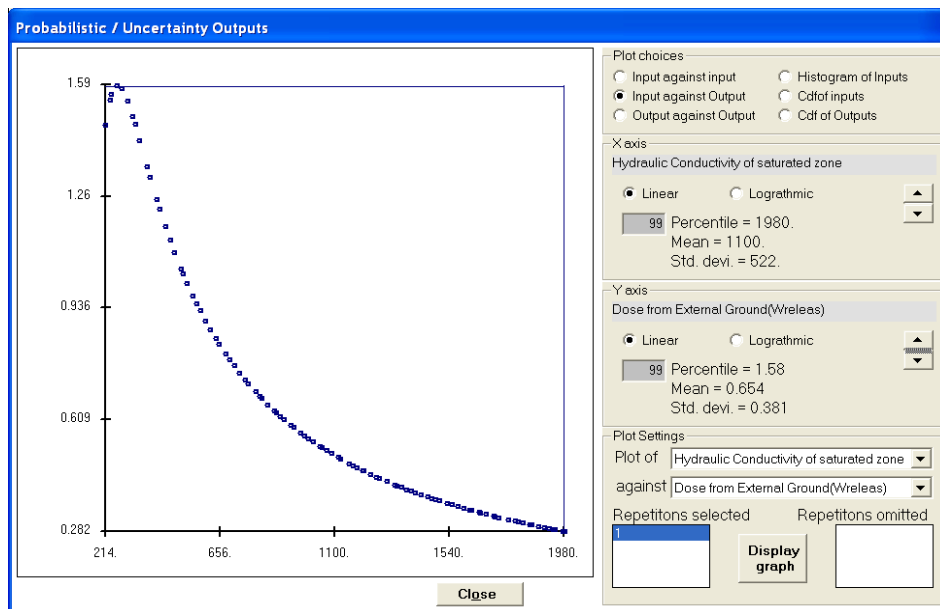 Probabilistic / Uncertainty Outputs
1.59
1.26
0.936
0.609
0.282
214.
656.
1100.
1540.
1980.
Close
Plot choices
Input against input
Histogram of Inputs
Input against Output
Cdfof inputs
Output against Output
Cdf of Outputs
X axis
Hydraulic Conductivity of saturated zone
Linear
Lograthmic
99 Percentile = 1980.
Mean = 1100.
Std. devi. = 522.
Y axis
Dose from External Ground(Wreleas)
Linear
Lograthmic
99 Percentile = 1.58
Mean = 0.654
Std. devi. = 0.381
Plot Settings
Plot of Hydraulic Conductivity of saturated zone
against Dose from External Ground(Wreleas)
Repetitons selected
Repetitons omitted
1
Display
graph